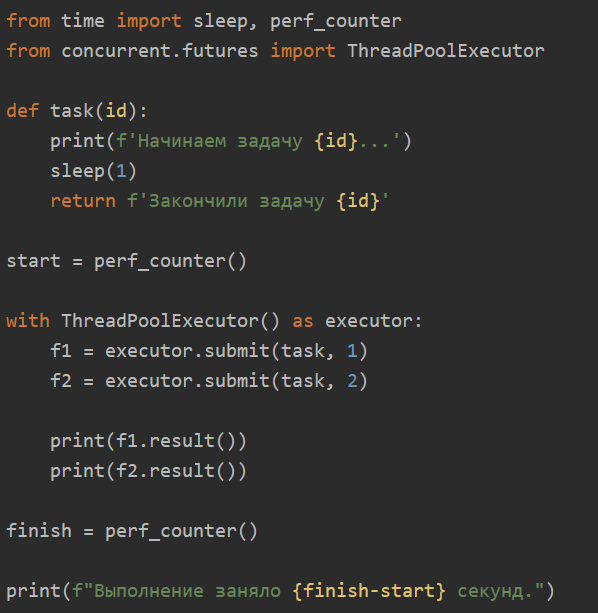 from time import sleep, perf_counter
from concurrent.futures import ThreadPoolExecutor
def task(id):
    print(f'Начинаем задачу {id}...')
    sleep(1)
    return f'Закончили задачу {id}'
start = perf_counter()
with ThreadPoolExecutor() as executor:
    f1 = executor.submit(task, 1)
    f2 = executor.submit(task, 2)
    print(f1.result())
    print(f2.result())
finish = perf_counter()
print(f"Выполнение заняло {finish-start} секунд.")